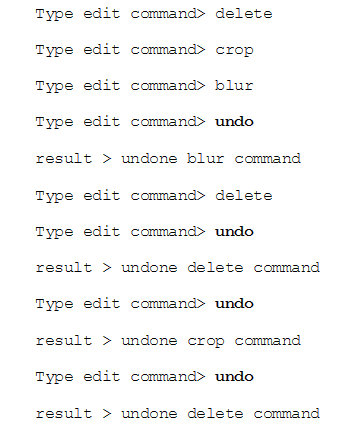 Type edit command> delete
Type edit command> crop
Type edit command> blur
Type edit command> undo
result > undone blur command
Type edit command> delete
Type edit command> undo
result > undone delete command
Type edit command> undo
result > undone crop command
Type edit command> undo
result > undone delete command